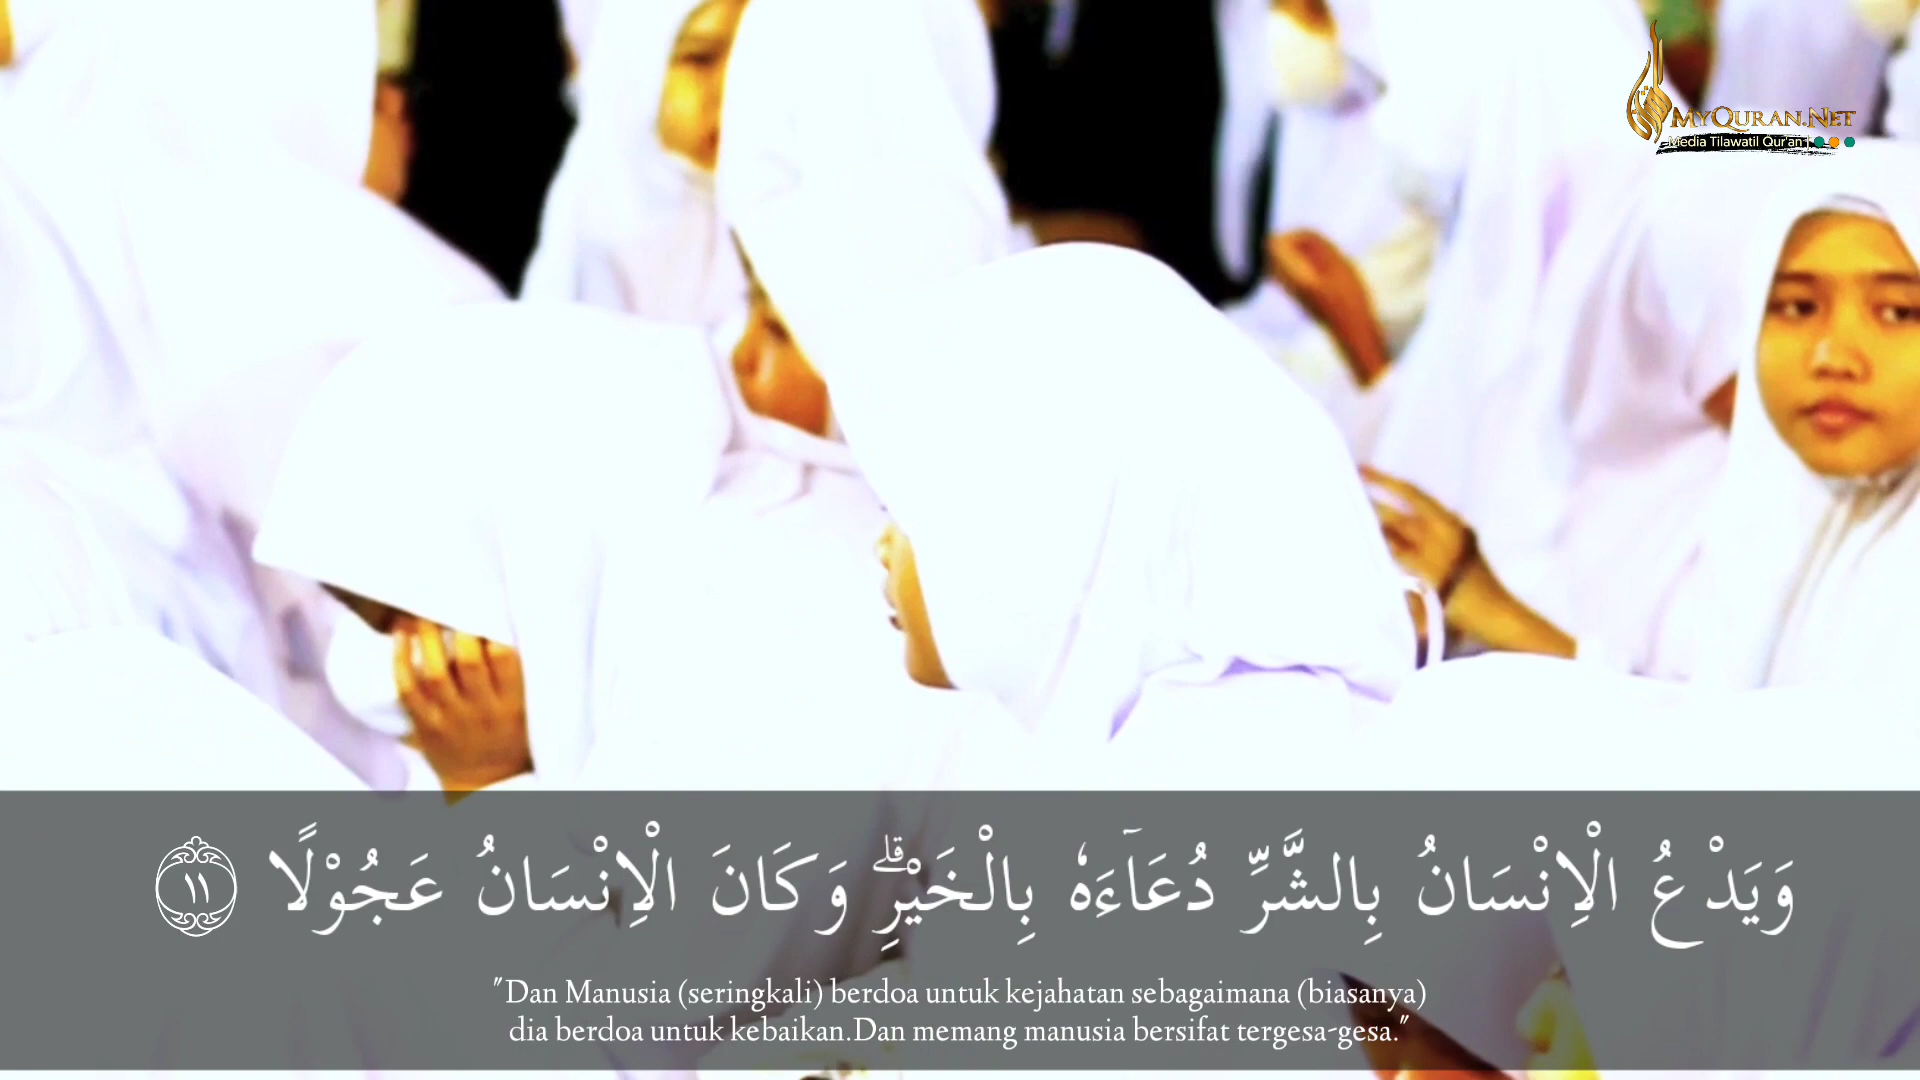 MyQuran.Net
Media Tilawatil Qur'an
وَيَدْعُ الْاِنْسَانُ بِالشَّرِّ دُعَاۤءَهٗ بِالْخَيْرِۗ وَكَانَ الْاِنْسَانُ عَجُوْلًا ١١
"Dan Manusia (seringkali) berdoa untuk kejahatan sebagaimana (biasanya)
dia berdoa untuk kebaikan.Dan memang manusia bersifat tergesa-gesa."